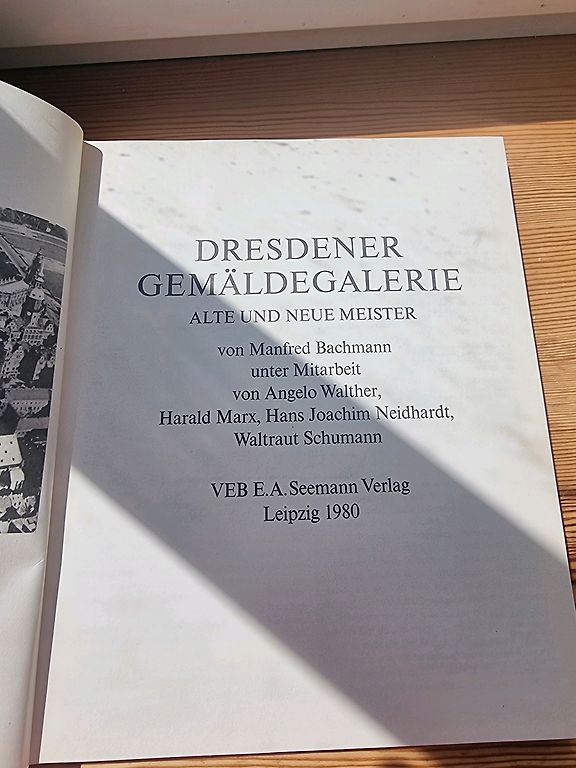 DRESDENER
GEMÄLDEGALERIE
ALTE UND NEUE MEISTER
von Manfred Bachmann
unter Mitarbeit
von Angelo Walther,
Harald Marx, Hans Joachim Neidhardt,
Waltraut Schumann
VEB E.A. Seemann Verlag
Leipzig 1980